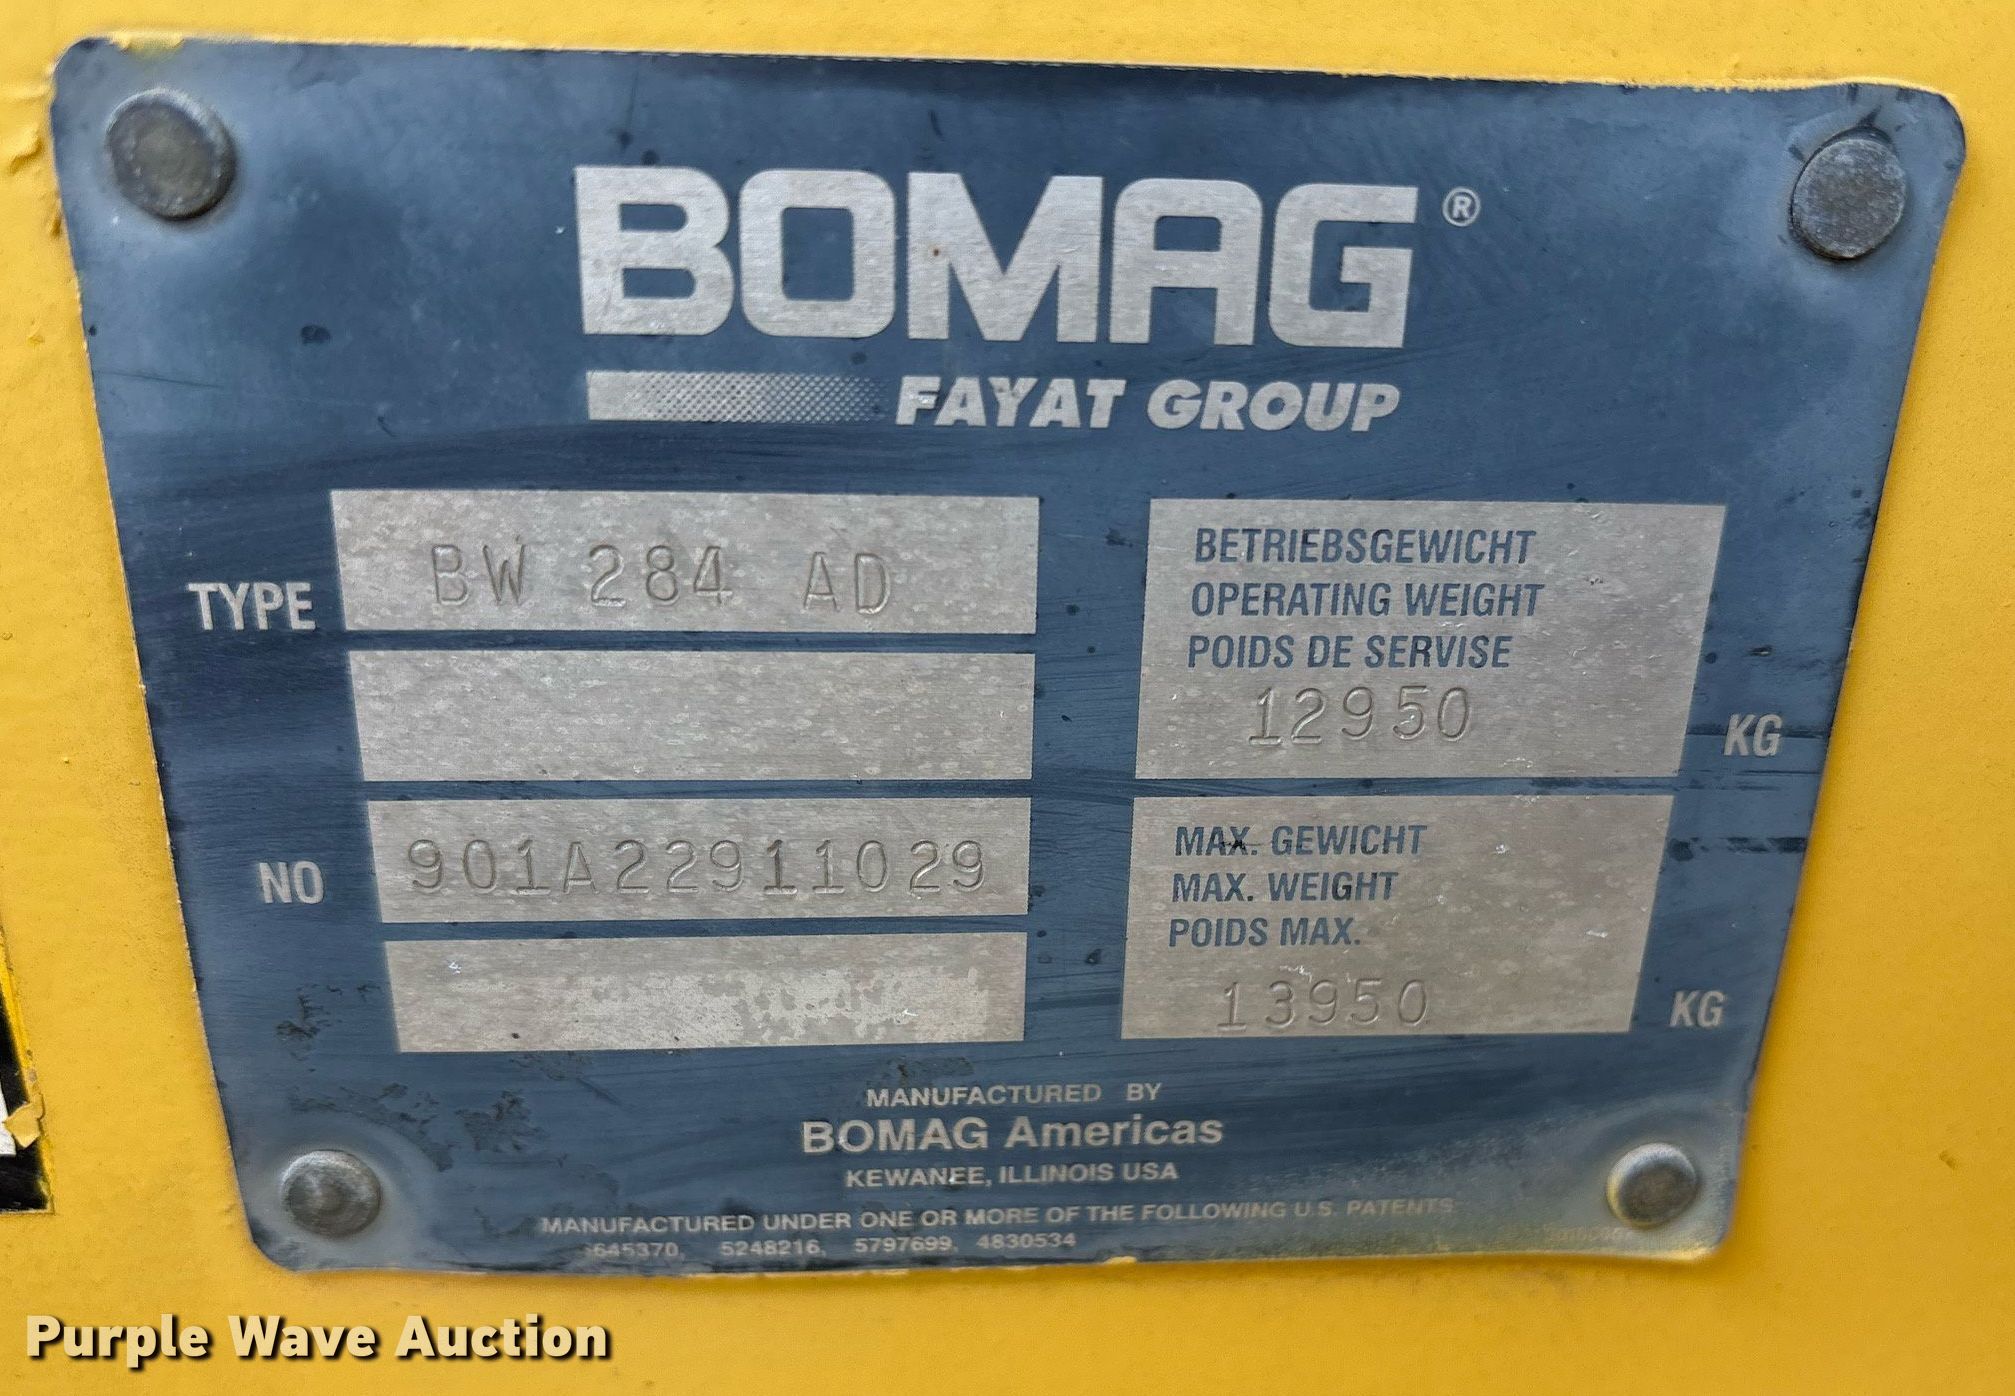 BOMAG®
FAYAT GROUP
TYPE BW 284 AD
NO 901A22911029
BETRIEBSGEWICHT
OPERATING WEIGHT
POIDS DE SERVISE
12950 KG
MAX. GEWICHT
MAX. WEIGHT
POIDS MAX.
13950 KG
MANUFACTURED BY
BOMAG Americas
KEWANEE, ILLINOIS USA
MANUFACTURED UNDER ONE OR MORE OF THE FOLLOWING U.S. PATENTS
5248216, 5797699, 4830534
Purple Wave Auction